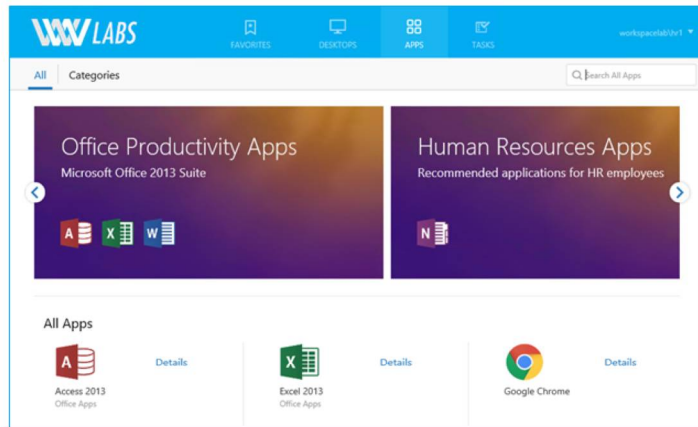 WWW LABS
FAVORITES
DESKTOPS
APPS
TASKS
workspacelab\hr1
All
Categories
Search All Apps
Office Productivity Apps
Microsoft Office 2013 Suite
A
X
W
Human Resources Apps
Recommended applications for HR employees
N
All Apps
A
Details
Access 2013
Office Apps
X
Details
Excel 2013
Office Apps
Details
Google Chrome